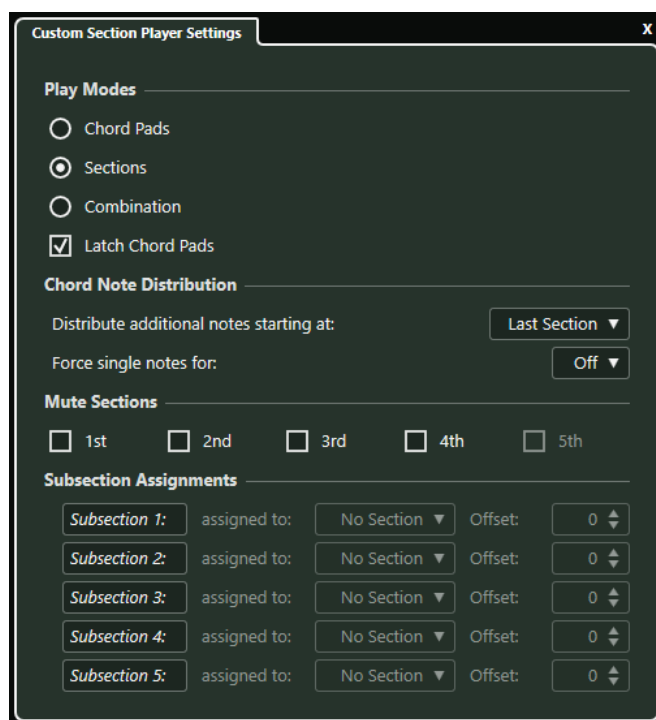 Custom Section Player Settings X
Play Modes
Chord Pads
Sections
Combination
Latch Chord Pads
Chord Note Distribution
Distribute additional notes starting at: Last Section
Force single notes for: Off
Mute Sections
1st 2nd 3rd 4th 5th
Subsection Assignments
Subsection 1: assigned to: No Section Offset: 0
Subsection 2: assigned to: No Section Offset: 0
Subsection 3: assigned to: No Section Offset: 0
Subsection 4: assigned to: No Section Offset: 0
Subsection 5: assigned to: No Section Offset: 0